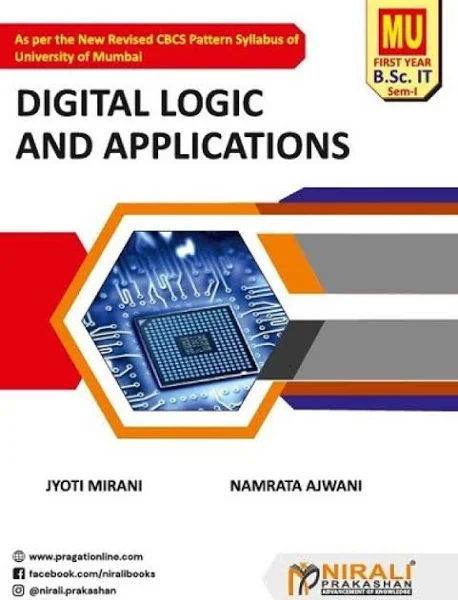 As per the New Revised CBCS Pattern Syllabus of
University of Mumbai
MU
FIRST YEAR
B.Sc. IT
Sem-I
DIGITAL LOGIC
AND APPLICATIONS
JYOTI MIRANI
NAMRATA AJWANI
www.pragationline.com
facebook.com/niralibooks
@nirali.prakashan
NIRALI
PRAKASHAN
ADVANCEMENT OF KNOWLEDGE